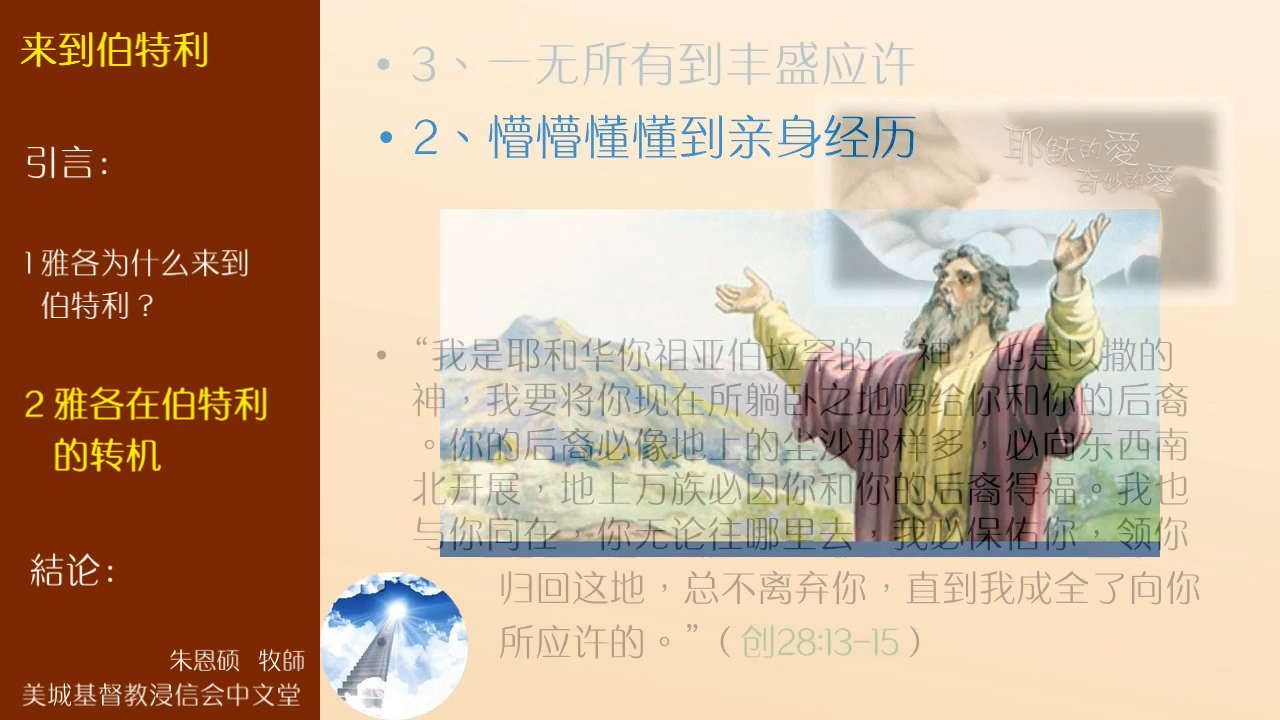 来到伯特利
引言：
1 雅各为什么来到
伯特利？
2 雅各在伯特利
的转机
結论：
朱恩硕 牧師
美城基督教浸信会中文堂
• 3、一无所有到丰盛应许
• 2、懵懵懂懂到亲身经历
耶稣的愛
奇妙的愛
• “我是耶和华你祖亚伯拉罕的　神，也是以撒的
神，我要将你现在所躺卧之地赐给你和你的后裔
。你的后裔必像地上的尘沙那样多，必向东西南
北开展，地上万族必因你和你的后裔得福。我也
与你同在，你无论往哪里去，我必保佑你，领你
归回这地，总不离弃你，直到我成全了向你
所应许的。”（创28:13-15）